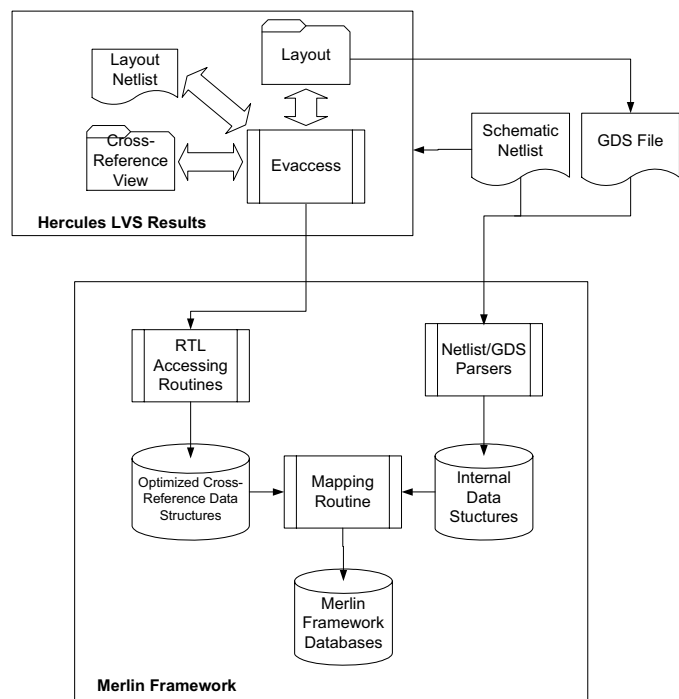 Layout
Netlist
Layout
Cross-
Reference
View
Evaccess
Schematic
Netlist
GDS File
Hercules LVS Results
RTL
Accessing
Routines
Netlist/GDS
Parsers
Optimized Cross-
Reference Data
Structures
Mapping
Routine
Internal
Data
Stuctures
Merlin
Framework
Databases
Merlin Framework